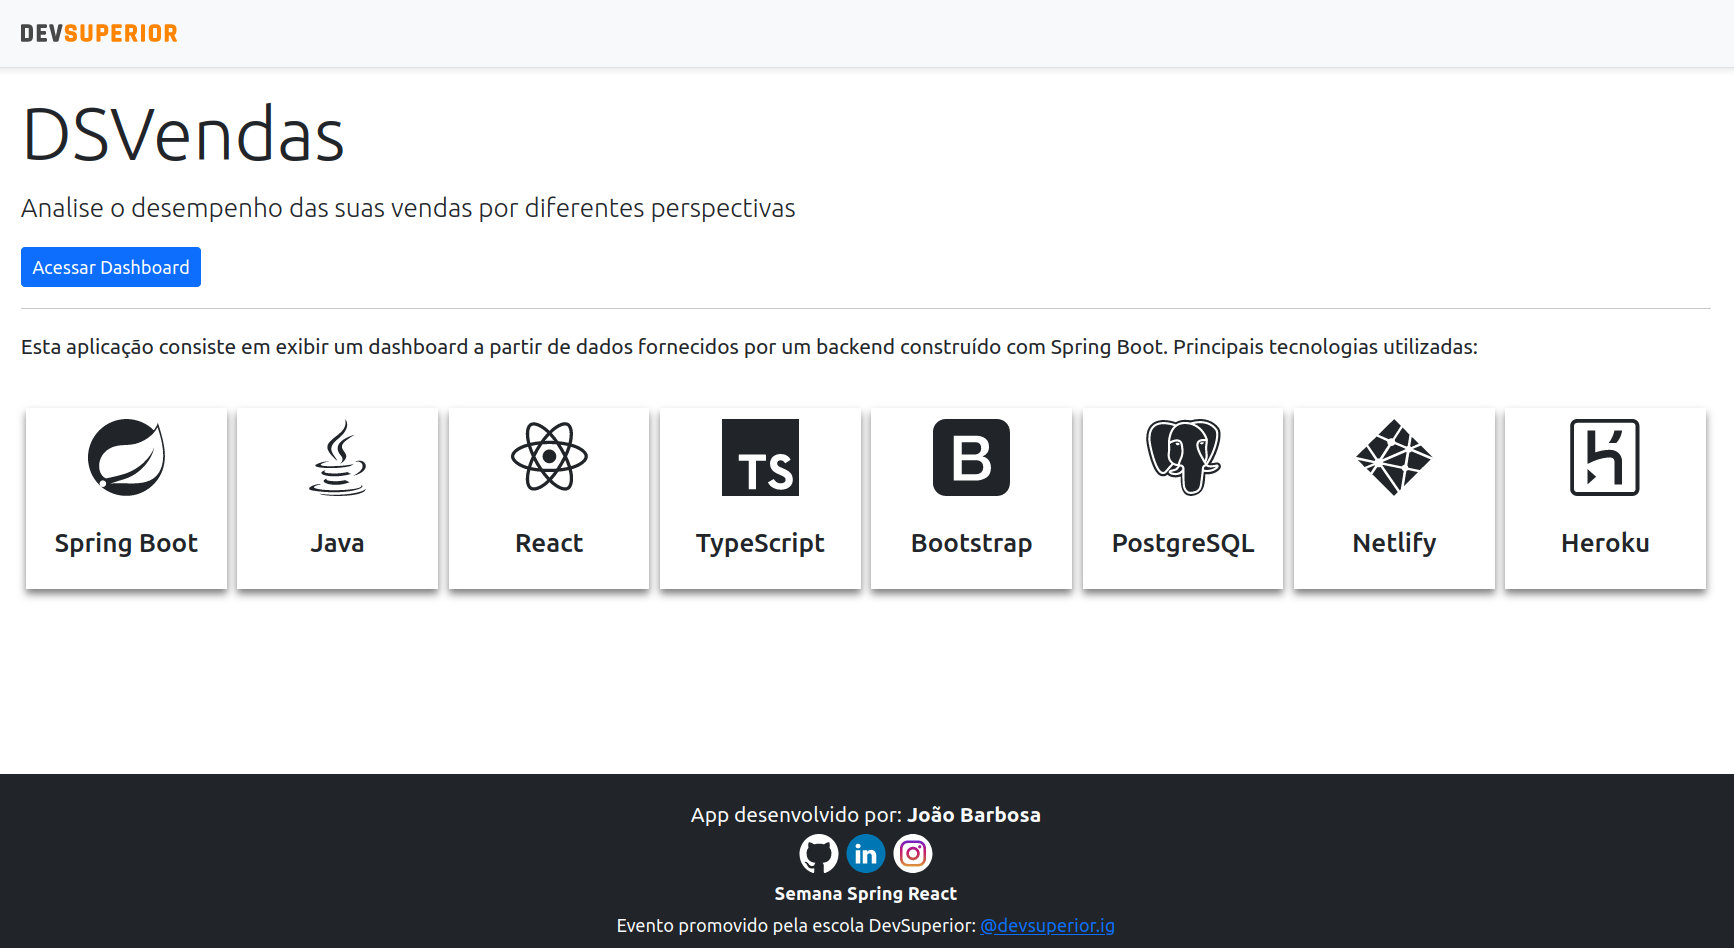 DEVSUPERIOR
DSVendas
Analise o desempenho das suas vendas por diferentes perspectivas
Acessar Dashboard
Esta aplicação consiste em exibir um dashboard a partir de dados fornecidos por um backend construído com Spring Boot. Principais tecnologias utilizadas:
TS
B
Spring Boot
Java
React
TypeScript
Bootstrap
PostgreSQL
Netlify
Heroku
App desenvolvido por: João Barbosa
in
Semana Spring React
Evento promovido pela escola DevSuperior: @devsuperior.ig